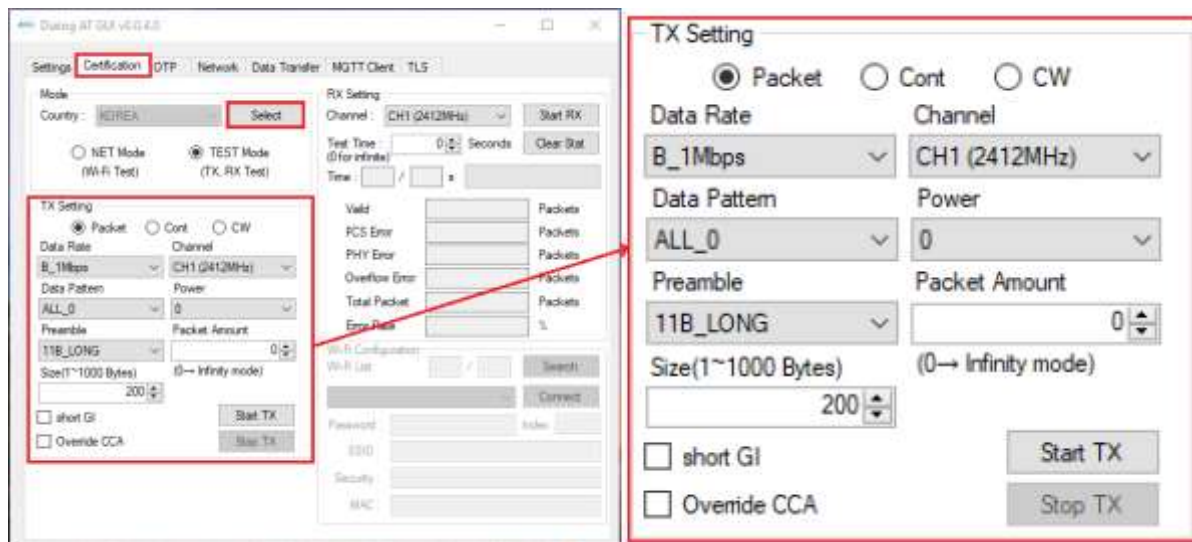 Dialog AT GUI v0.0.4.0
Settings Certification OTP Network Data Transfer MQTT Client TLS
Mode
Country : KOREA Select
NET Mode TEST Mode
(Wi-Fi Test) (TX, RX Test)
TX Setting
Packet Cont CW
Data Rate Channel
B_1Mbps CH1 (2412MHz)
Data Pattern Power
ALL_0 0
Preamble Packet Amount
11B_LONG 0
Size(1~1000 Bytes) (0→ Infinity mode)
200
short GI Start TX
Override CCA Stop TX
RX Setting
Channel : CH1 (2412MHz) Start RX
Test Time : 0 Seconds Clear Stat
(0 for infinite)
Time : / s
Valid Packets
FCS Error Packets
PHY Error Packets
Overflow Error Packets
Total Packet Packets
Error Rate %
Wi-Fi Configuration
Wi-Fi List / Search
Connect
Password Index
SSID
Security
MAC
TX Setting
Packet Cont CW
Data Rate Channel
B_1Mbps CH1 (2412MHz)
Data Pattern Power
ALL_0 0
Preamble Packet Amount
11B_LONG 0
Size(1~1000 Bytes) (0→ Infinity mode)
200
short GI Start TX
Override CCA Stop TX